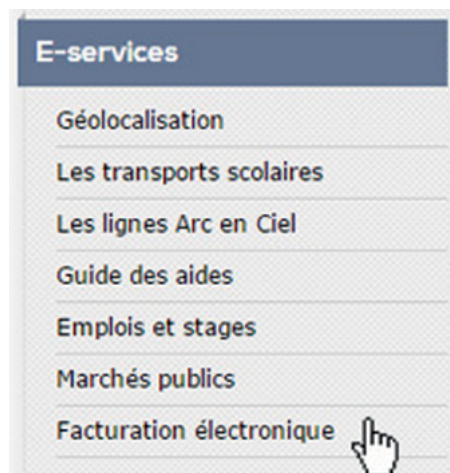 E-services
Géolocalisation
Les transports scolaires
Les lignes Arc en Ciel
Guide des aides
Emplois et stages
Marchés publics
Facturation électronique